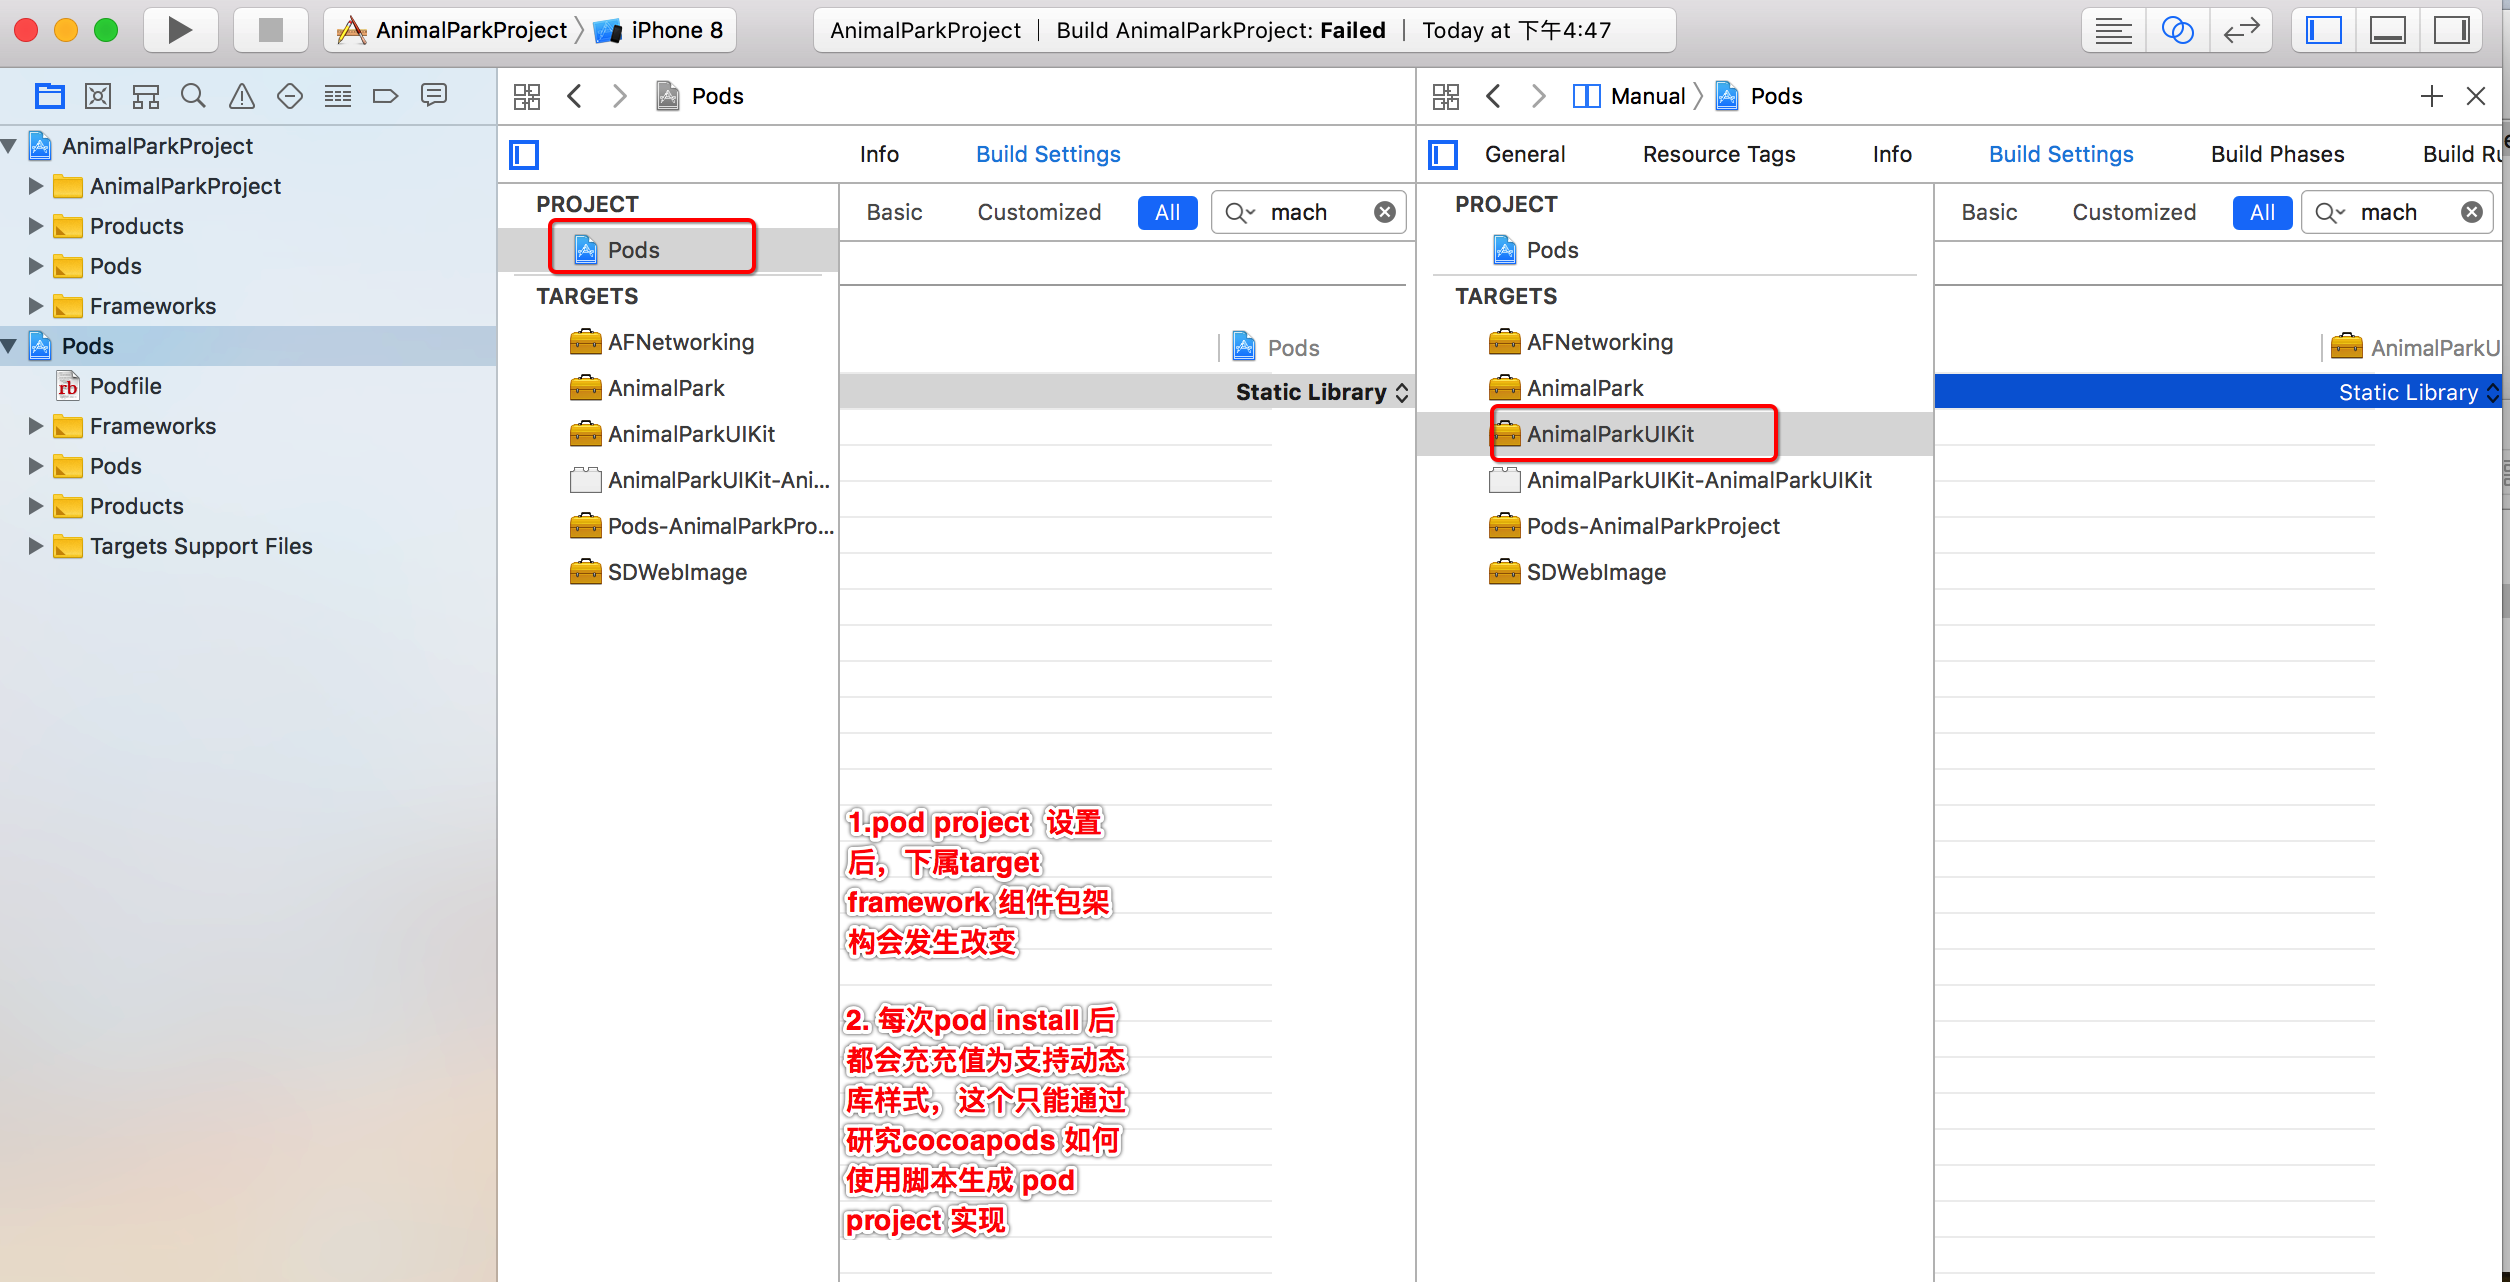 AnimalParkProject
iPhone 8
AnimalParkProject
Build AnimalParkProject: Failed
Today at 下午4:47
AnimalParkProject
AnimalParkProject
Products
Pods
Frameworks
Pods
rb
Podfile
Frameworks
Pods
Products
Targets Support Files
Pods
Info
Build Settings
PROJECT
Pods
TARGETS
AFNetworking
AnimalPark
AnimalParkUIKit
AnimalParkUIKit-Ani...
Pods-AnimalParkPro...
SDWebImage
Basic
Customized
All
mach
Pods
Static Library
1.pod project 设置
后，下属target
framework 组件包架
构会发生改变
2. 每次pod install 后
都会充充值为支持动态
库样式，这个只能通过
研究cocoapods 如何
使用脚本生成 pod
project 实现
Manual
Pods
General
Resource Tags
Info
Build Settings
Build Phases
Build Ru
PROJECT
Pods
TARGETS
AFNetworking
AnimalPark
AnimalParkUIKit
AnimalParkUIKit-AnimalParkUIKit
Pods-AnimalParkProject
SDWebImage
Basic
Customized
All
mach
AnimalParkU
Static Library